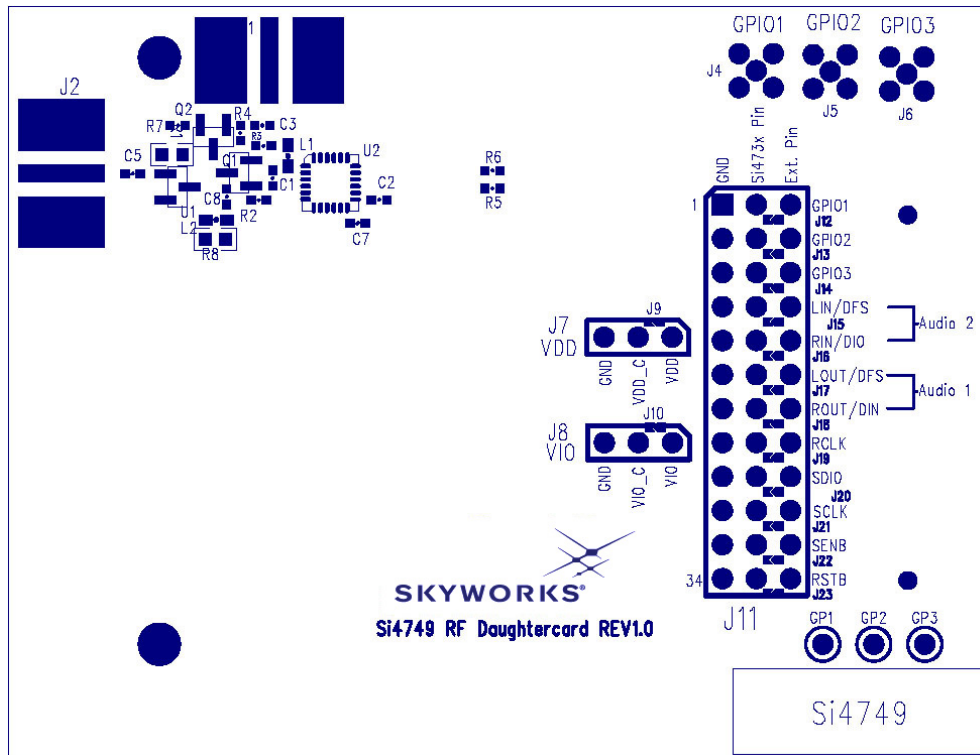 GPIO1 GPIO2 GPIO3
1
J4
J5
J6
J2
Q2
R4
C3
R7
R3
L1
U2
C5
Q1
C1
C8
C2
R2
U1
L2
C7
R8
R6
R5
GND
Si473x Pin
Ext. Pin
1
GPIO1
J12
GPIO2
J13
GPIO3
J14
LIN/DFS
J15
Audio 2
RIN/DIO
J16
LOUT/DFS
J17
Audio 1
ROUT/DIN
J18
RCLK
J19
SDIO
J20
SCLK
J21
SENB
J22
34
RSTB
J23
J11
J9
J7
VDD
GND
VDD_C
VDD
J10
J8
VIO
GND
VIO_C
VIO
SKYWORKS®
Si4749 RF Daughtercard REV1.0
GP1 GP2 GP3
Si4749